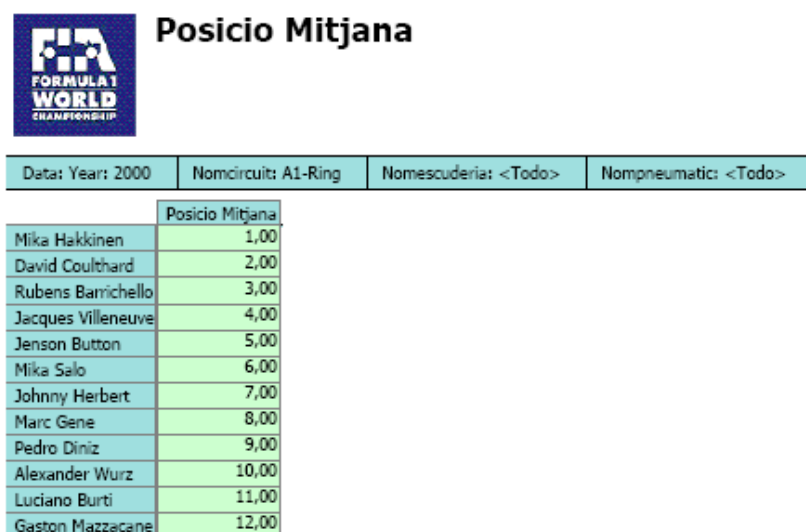 Posicio Mitjana
FIA
FORMULA 1
WORLD
CHAMPIONSHIP
Data: Year: 2000 Nomcircuit: A1-Ring Nomescuderia: <Todo> Nompneumatic: <Todo>
Posicio Mitjana
Mika Hakkinen 1,00
David Coulthard 2,00
Rubens Barrichello 3,00
Jacques Villeneuve 4,00
Jenson Button 5,00
Mika Salo 6,00
Johnny Herbert 7,00
Marc Gene 8,00
Pedro Diniz 9,00
Alexander Wurz 10,00
Luciano Burti 11,00
Gaston Mazzacane 12,00